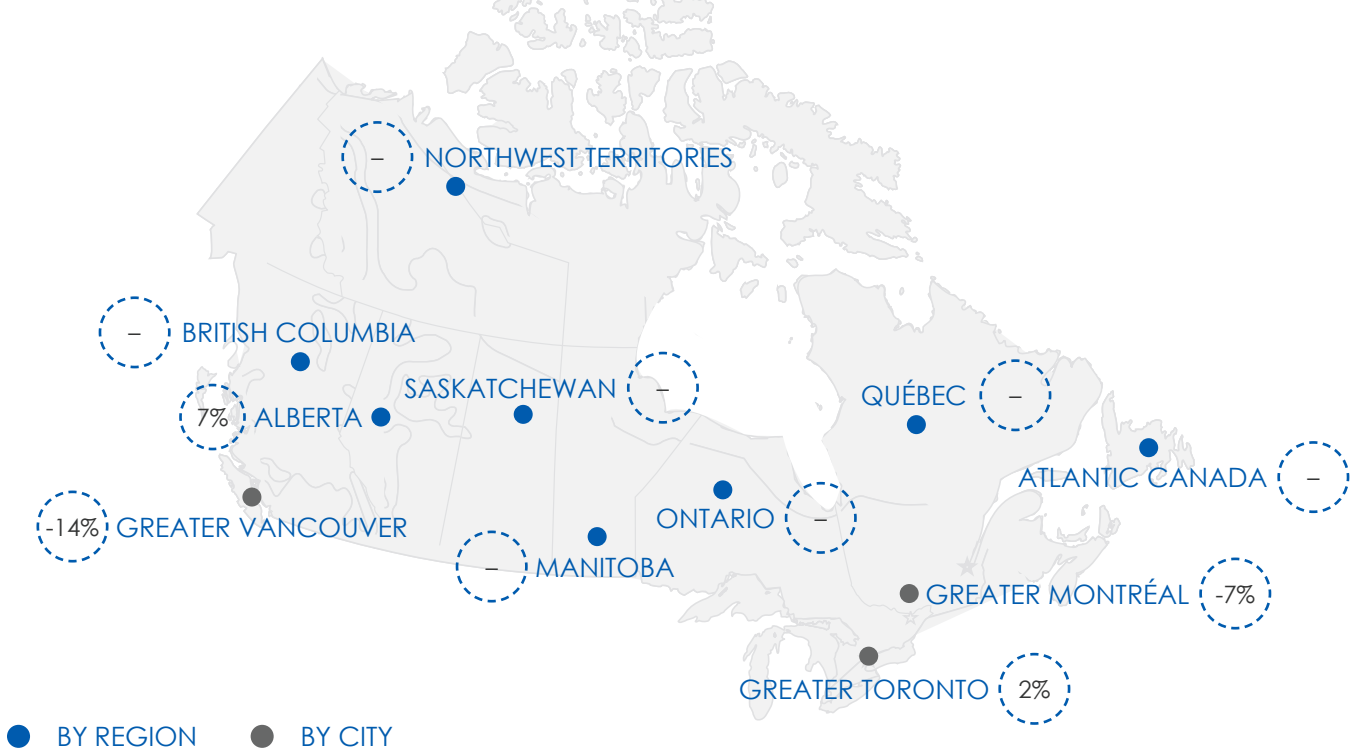 – NORTHWEST TERRITORIES
– BRITISH COLUMBIA
SASKATCHEWAN –
QUÉBEC –
7% ALBERTA
ATLANTIC CANADA –
ONTARIO –
-14% GREATER VANCOUVER
– MANITOBA
GREATER MONTRÉAL -7%
GREATER TORONTO 2%
BY REGION BY CITY